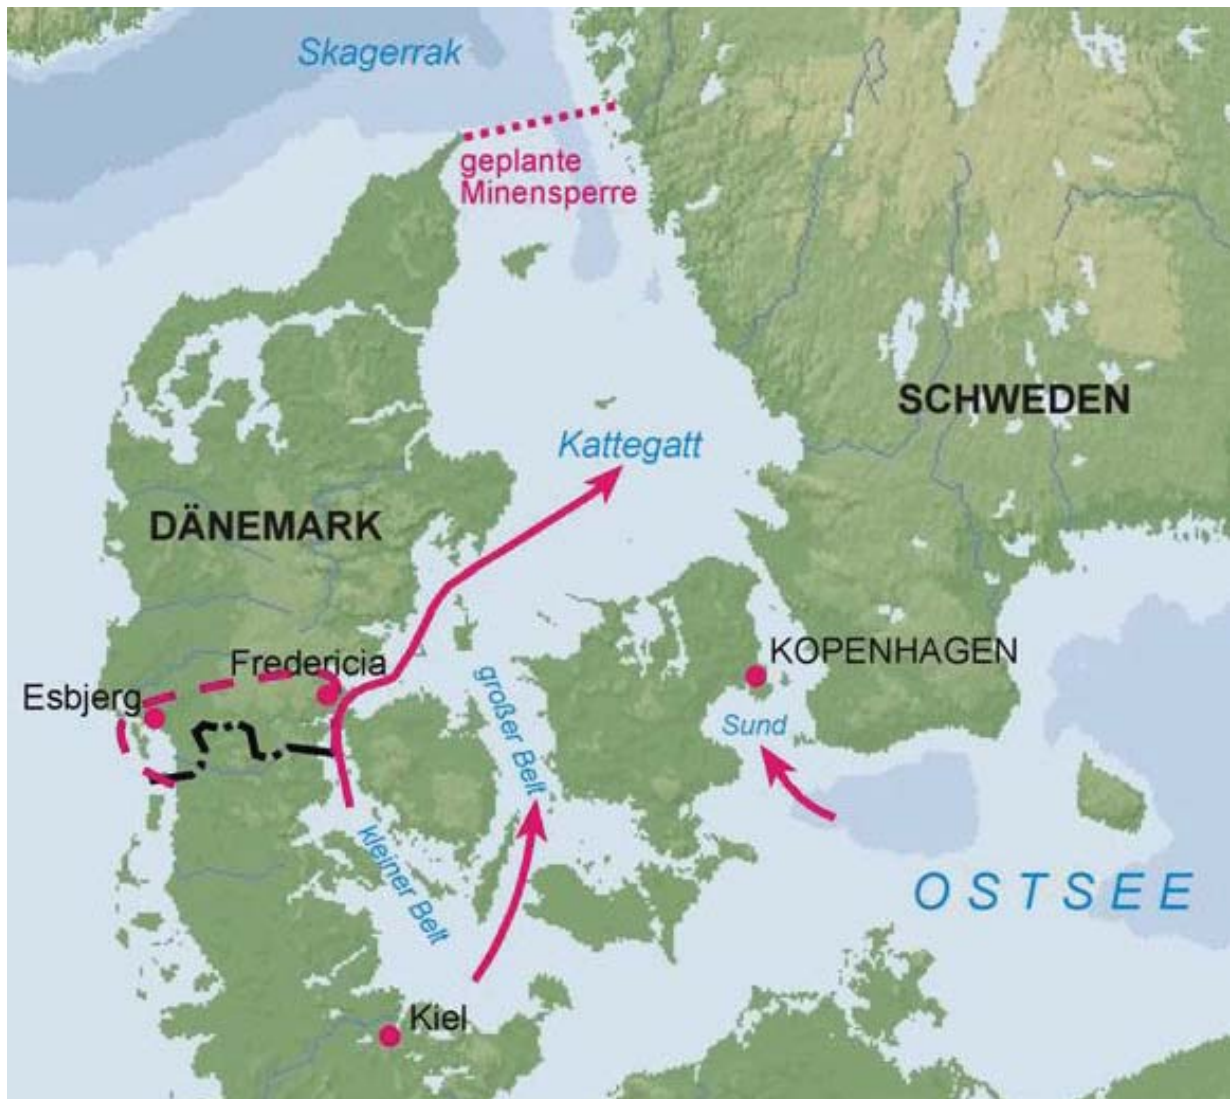 Skagerrak
geplante
Minensperre
SCHWEDEN
Kattegatt
DÄNEMARK
Fredericia
KOPENHAGEN
Esbjerg
großer Belt
Sund
kleiner Belt
OSTSEE
Kiel